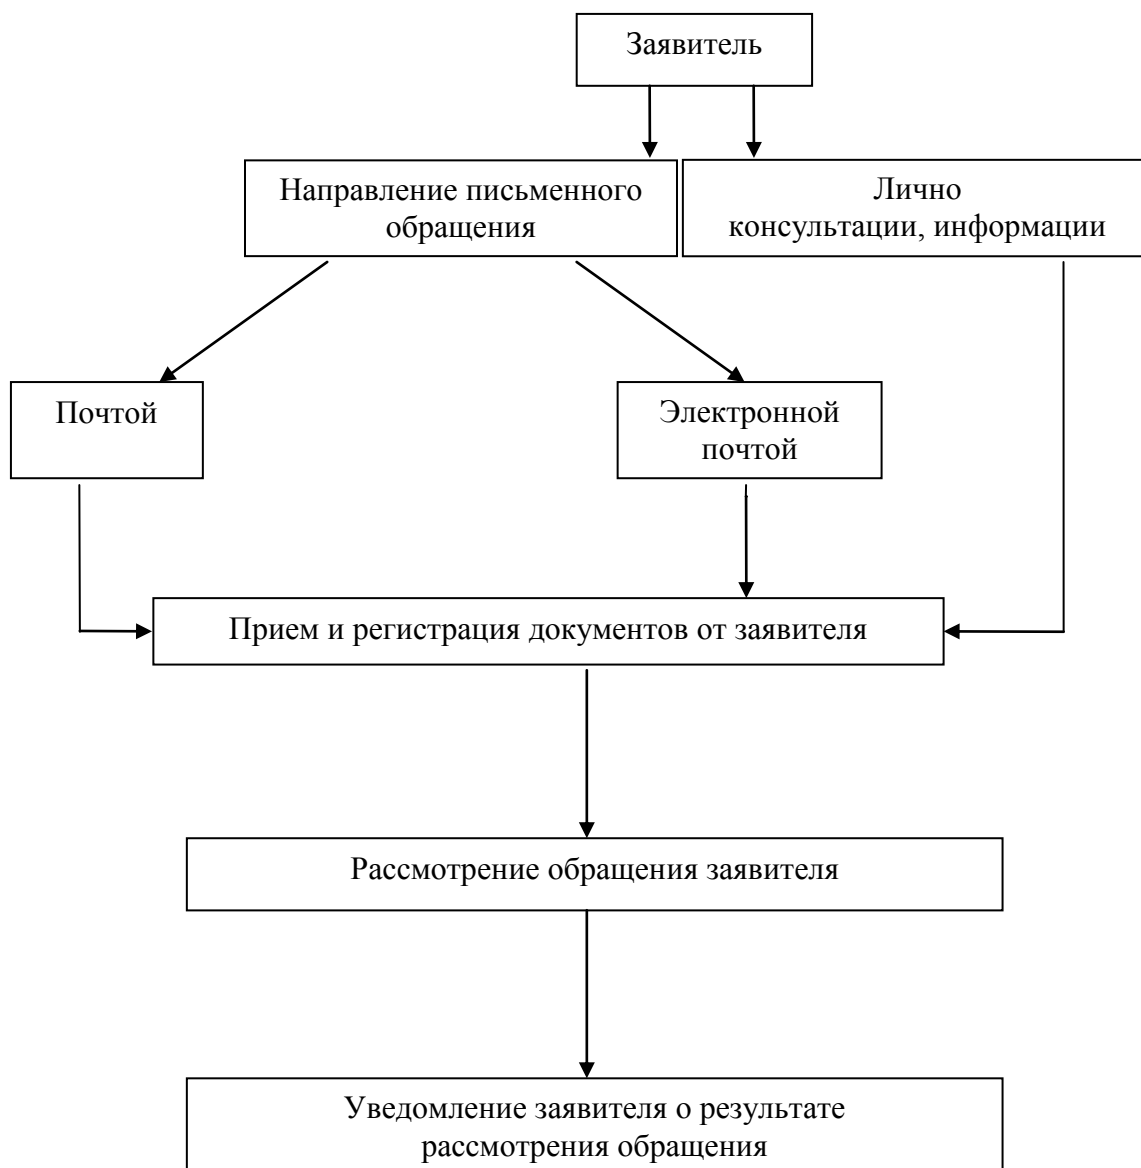 Заявитель
Направление письменного
обращения
Лично
консультации, информации
Почтой
Электронной
почтой
Прием и регистрация документов от заявителя
Рассмотрение обращения заявителя
Уведомление заявителя о результате
рассмотрения обращения